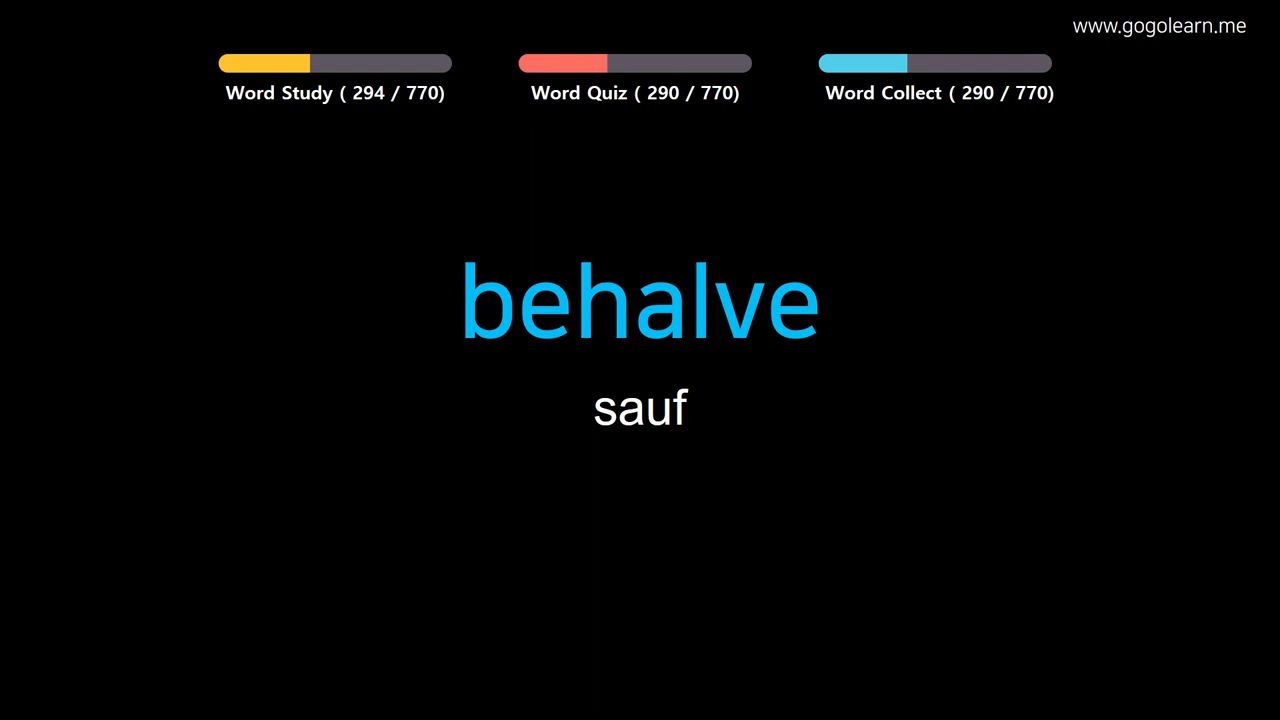 www.gogolearn.me
Word Study ( 294 / 770)
Word Quiz ( 290 / 770)
Word Collect ( 290 / 770)
behalve
sauf